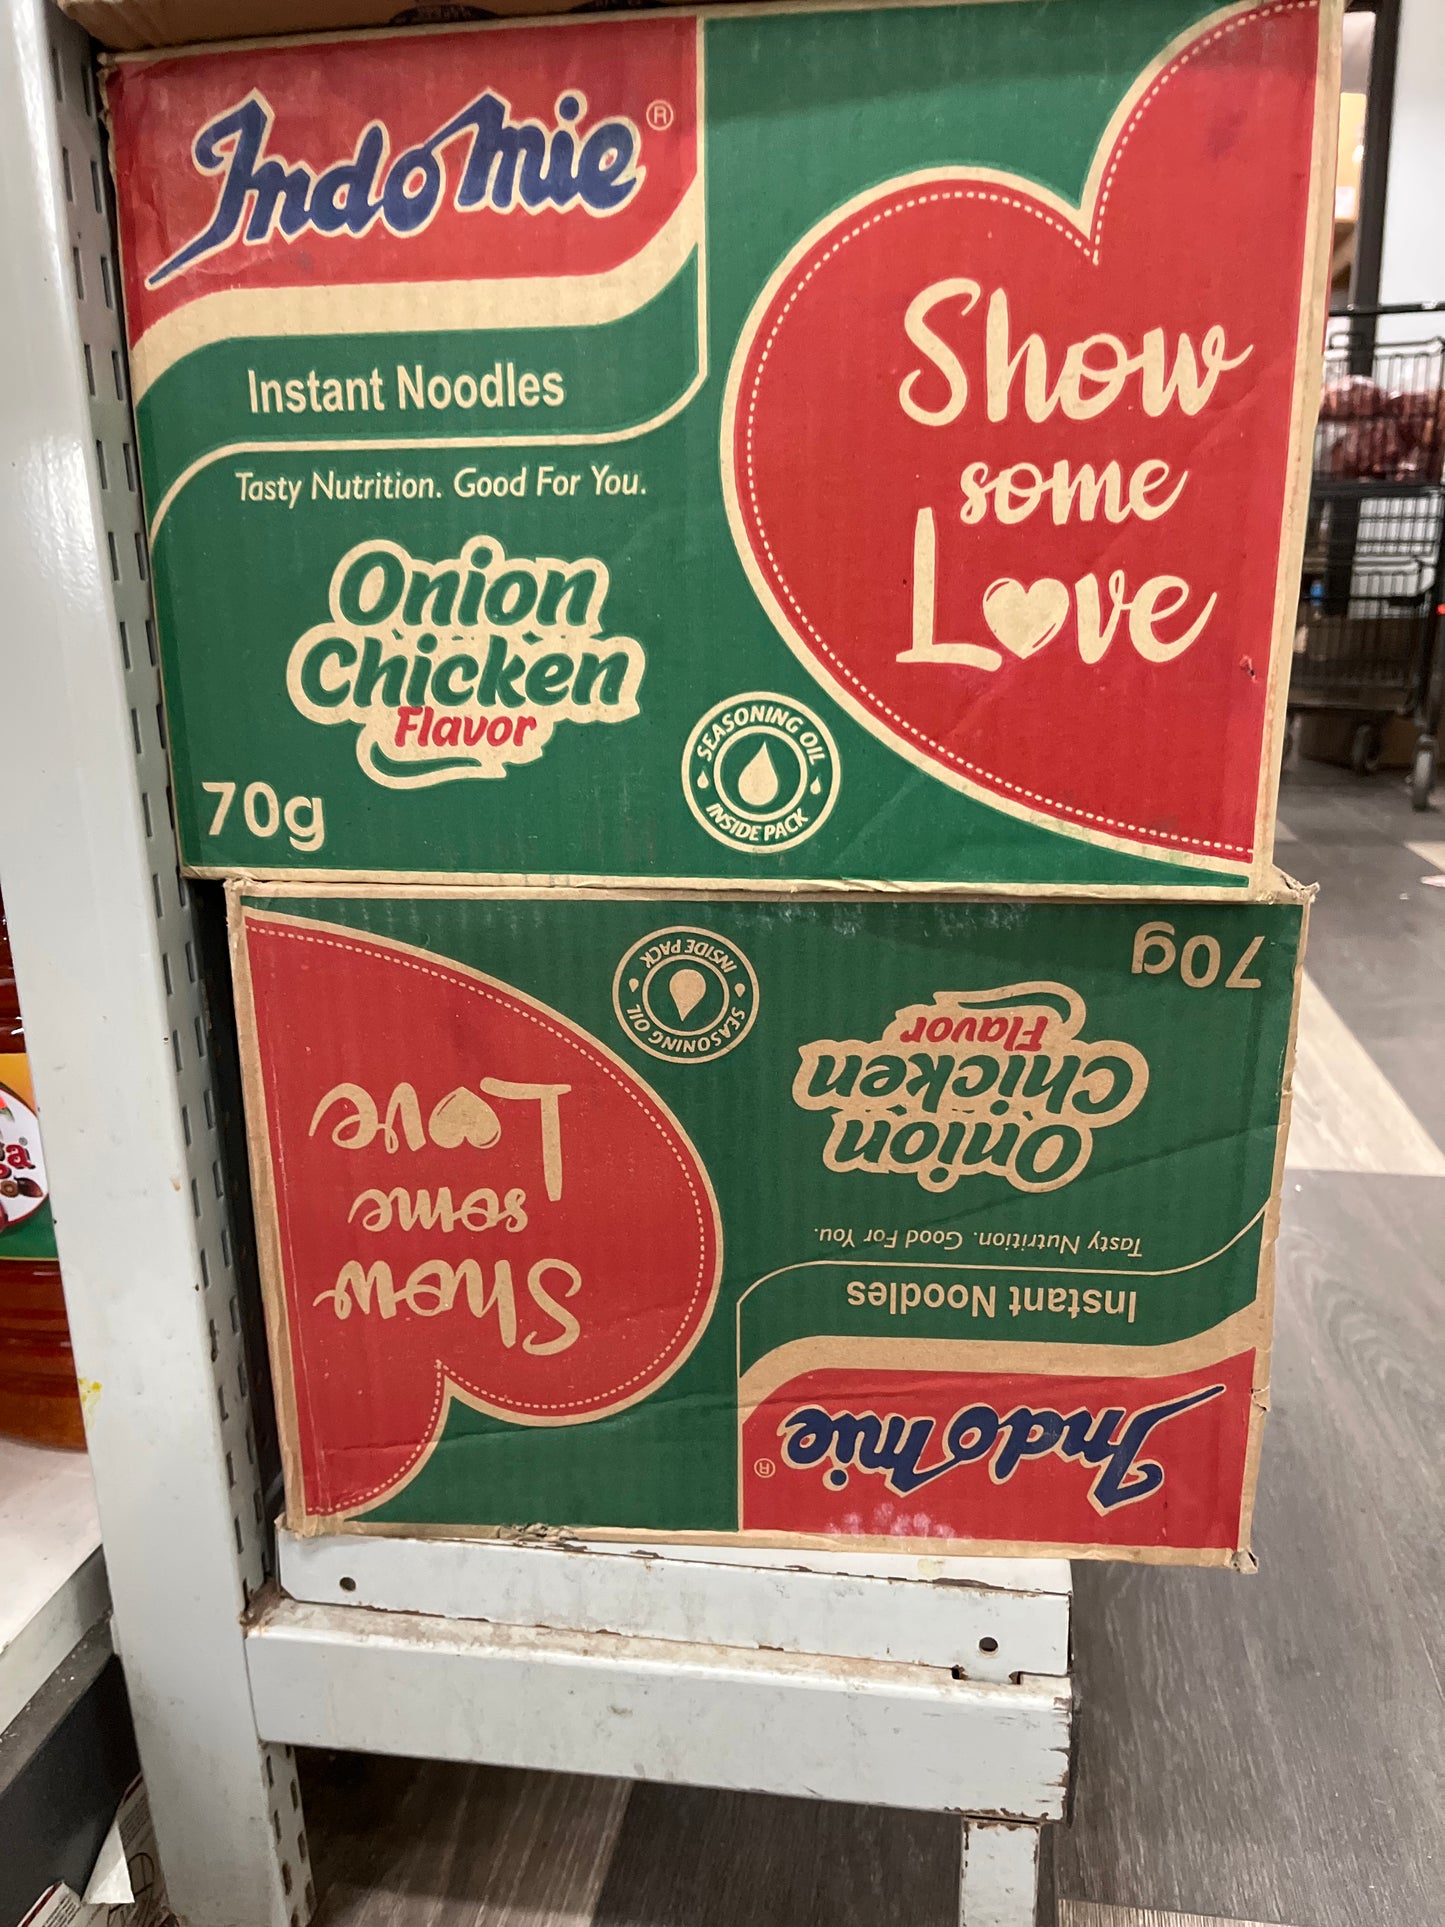 Indomie®
Instant Noodles
Tasty Nutrition. Good For You.
Onion
Chicken
Flavor
70g
SEASONING OIL
INSIDE PACK
Show
some
Love
Indomie®
Instant Noodles
Tasty Nutrition. Good For You.
Onion
Chicken
Flavor
70g
SEASONING OIL
INSIDE PACK
Show
some
Love